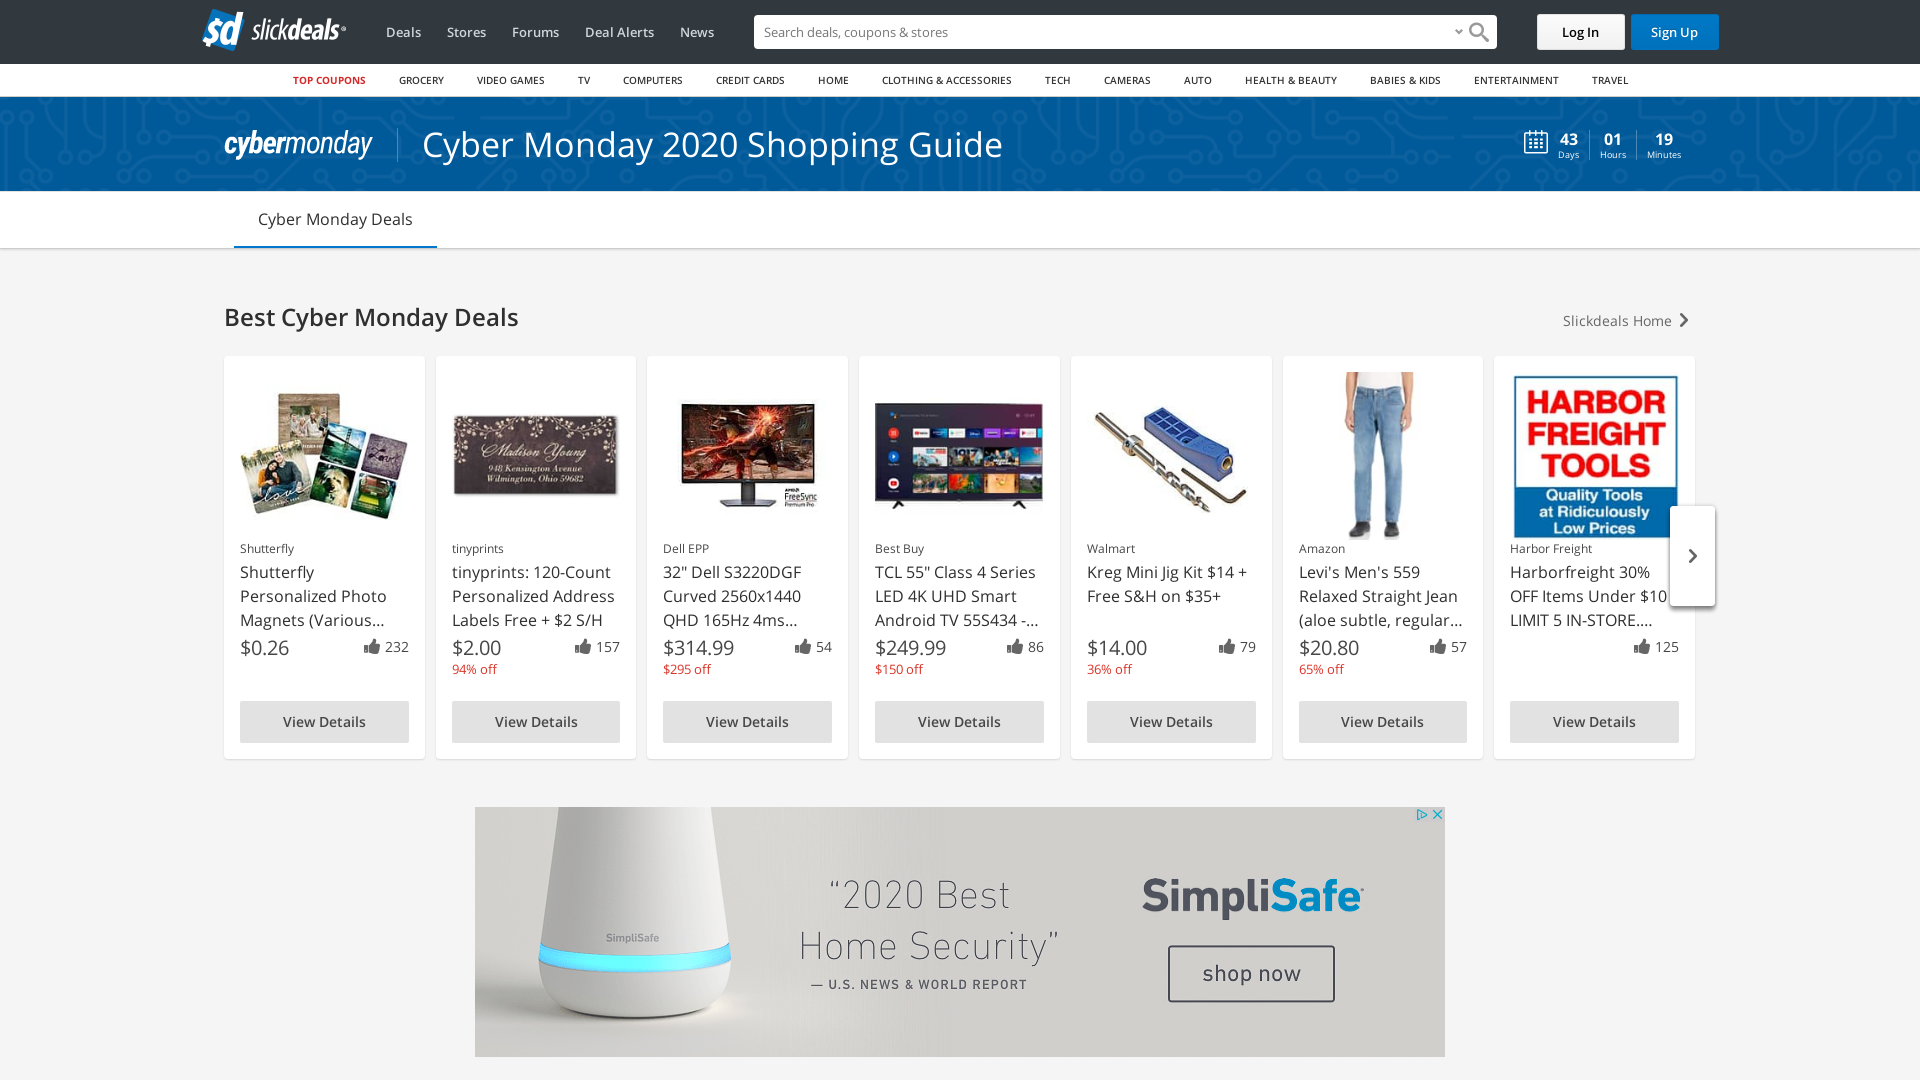 sd slickdeals
Deals Stores Forums Deal Alerts News
Search deals, coupons & stores
Log In
Sign Up
TOP COUPONS GROCERY VIDEO GAMES TV COMPUTERS CREDIT CARDS HOME CLOTHING & ACCESSORIES TECH CAMERAS AUTO HEALTH & BEAUTY BABIES & KIDS ENTERTAINMENT TRAVEL
cybermonday
Cyber Monday 2020 Shopping Guide
43 01 19
Days Hours Minutes
Cyber Monday Deals
Best Cyber Monday Deals
Slickdeals Home
love
Shutterfly
Shutterfly
Personalized Photo
Magnets (Various...
$0.26
232
View Details
Madison Young
948 Kensington Avenue
Wilmington, Ohio 59682
tinyprints
tinyprints: 120-Count
Personalized Address
Labels Free + $2 S/H
$2.00
157
94% off
View Details
AMD
FreeSync
Premium Pro
Dell EPP
32" Dell S3220DGF
Curved 2560x1440
QHD 165Hz 4ms...
$314.99
54
$295 off
View Details
Best Buy
TCL 55" Class 4 Series
LED 4K UHD Smart
Android TV 55S434 -...
$249.99
86
$150 off
View Details
Walmart
Kreg Mini Jig Kit $14 +
Free S&H on $35+
$14.00
79
36% off
View Details
Amazon
Levi's Men's 559
Relaxed Straight Jean
(aloe subtle, regular...
$20.80
57
65% off
View Details
HARBOR
FREIGHT
TOOLS
Quality Tools
at Ridiculously
Low Prices
Harbor Freight
Harborfreight 30%
OFF Items Under $10
LIMIT 5 IN-STORE....
125
View Details
SimpliSafe
“2020 Best
Home Security”
— U.S. NEWS & WORLD REPORT
SimpliSafe
shop now